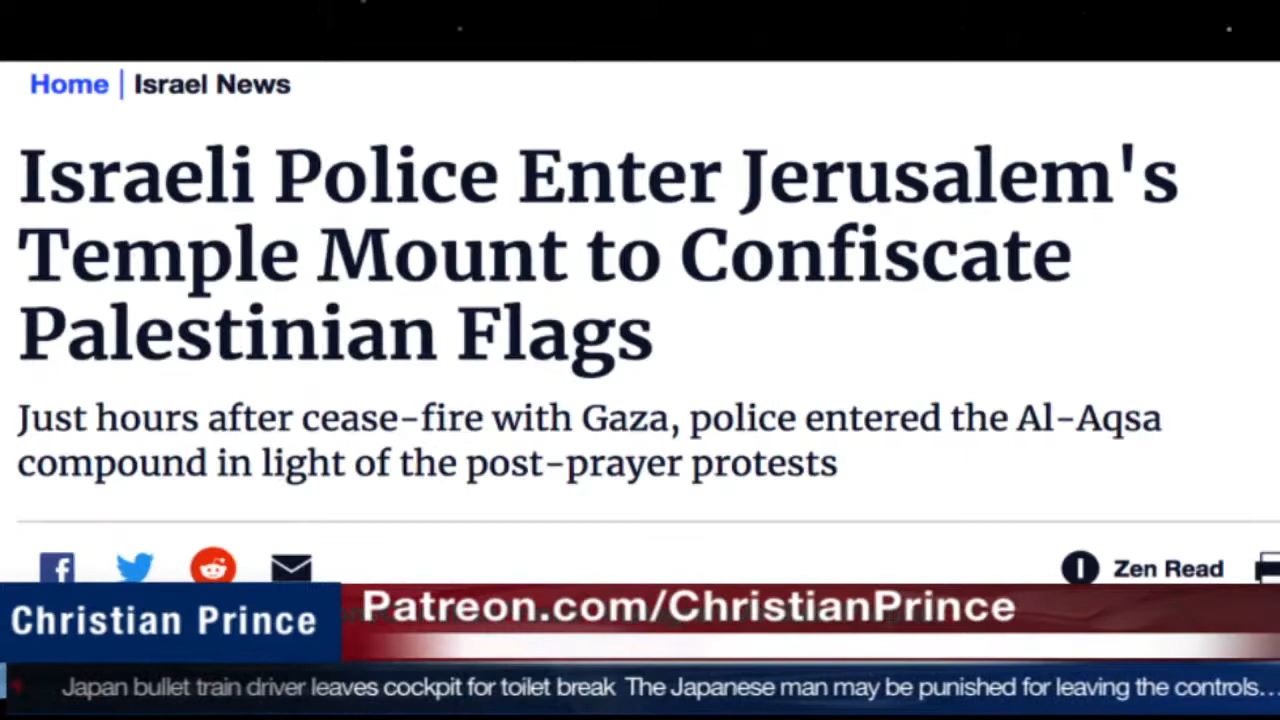 Home | Israel News
Israeli Police Enter Jerusalem's
Temple Mount to Confiscate
Palestinian Flags
Just hours after cease-fire with Gaza, police entered the Al-Aqsa
compound in light of the post-prayer protests
Zen Read
Christian Prince
Patreon.com/ChristianPrince
Japan bullet train driver leaves cockpit for toilet break The Japanese man may be punished for leaving the controls...